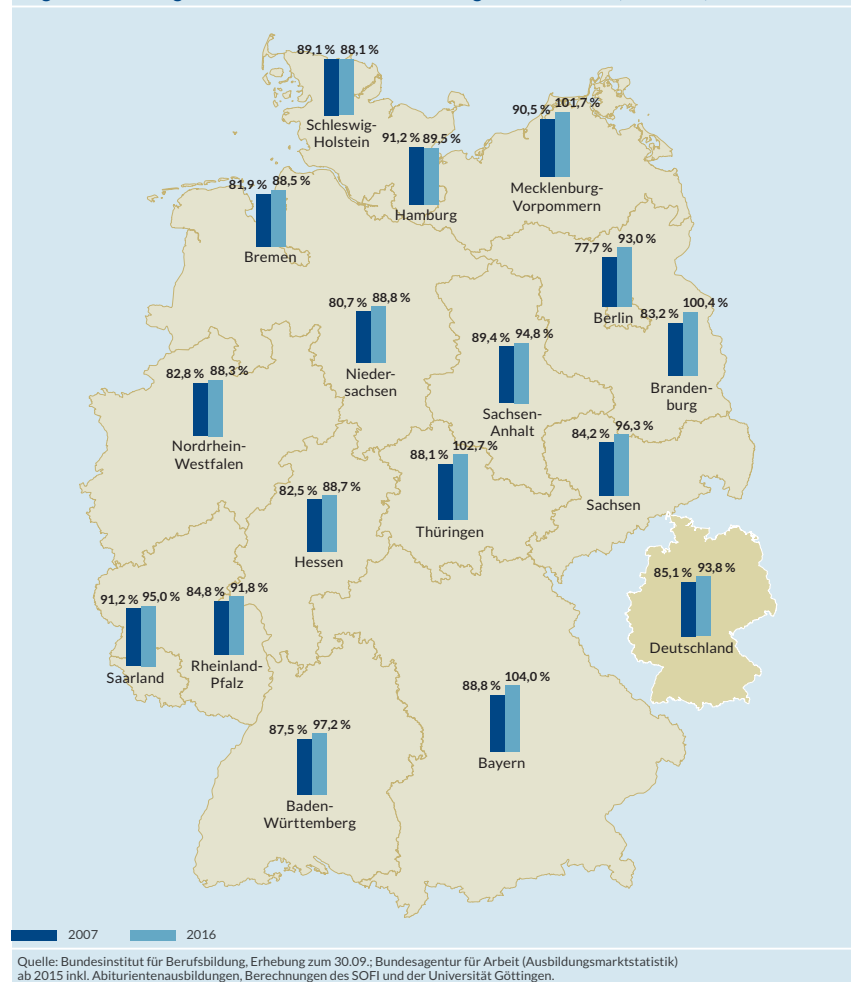 89,1 % 88,1 %
Schleswig-
Holstein
90,5 % 101,7 %
Mecklenburg-
Vorpommern
91,2 % 89,5 %
Hamburg
81,9 % 88,5 %
Bremen
77,7 % 93,0 %
Berlin
83,2 % 100,4 %
Branden-
burg
80,7 % 88,8 %
Nieder-
sachsen
89,4 % 94,8 %
Sachsen-
Anhalt
82,8 % 88,3 %
Nordrhein-
Westfalen
84,2 % 96,3 %
Sachsen
88,1 % 102,7 %
Thüringen
82,5 % 88,7 %
Hessen
85,1 % 93,8 %
Deutschland
91,2 % 95,0 %
Saarland
84,8 % 91,8 %
Rheinland-
Pfalz
88,8 % 104,0 %
Bayern
87,5 % 97,2 %
Baden-
Württemberg
2007 2016
Quelle: Bundesinstitut für Berufsbildung, Erhebung zum 30.09.; Bundesagentur für Arbeit (Ausbildungsmarktstatistik)
ab 2015 inkl. Abiturientenausbildungen, Berechnungen des SOFI und der Universität Göttingen.